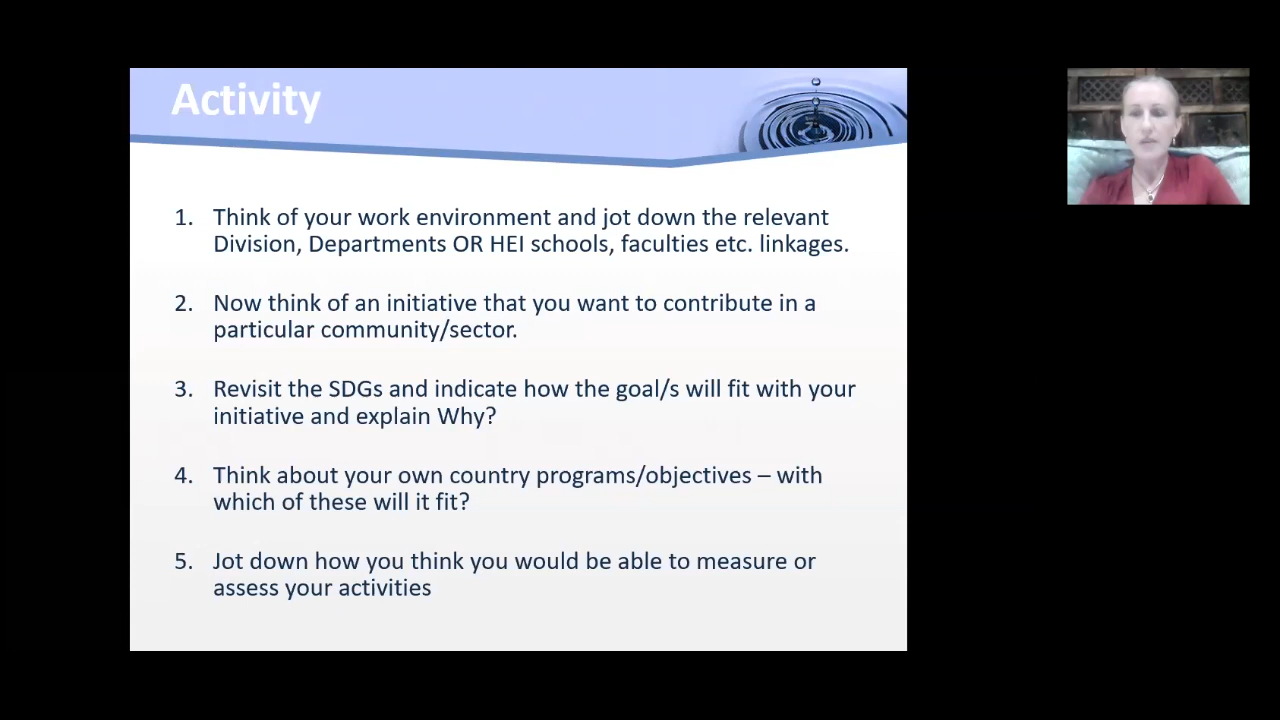 Activity
1. Think of your work environment and jot down the relevant
Division, Departments OR HEI schools, faculties etc. linkages.
2. Now think of an initiative that you want to contribute in a
particular community/sector.
3. Revisit the SDGs and indicate how the goal/s will fit with your
initiative and explain Why?
4. Think about your own country programs/objectives – with
which of these will it fit?
5. Jot down how you think you would be able to measure or
assess your activities